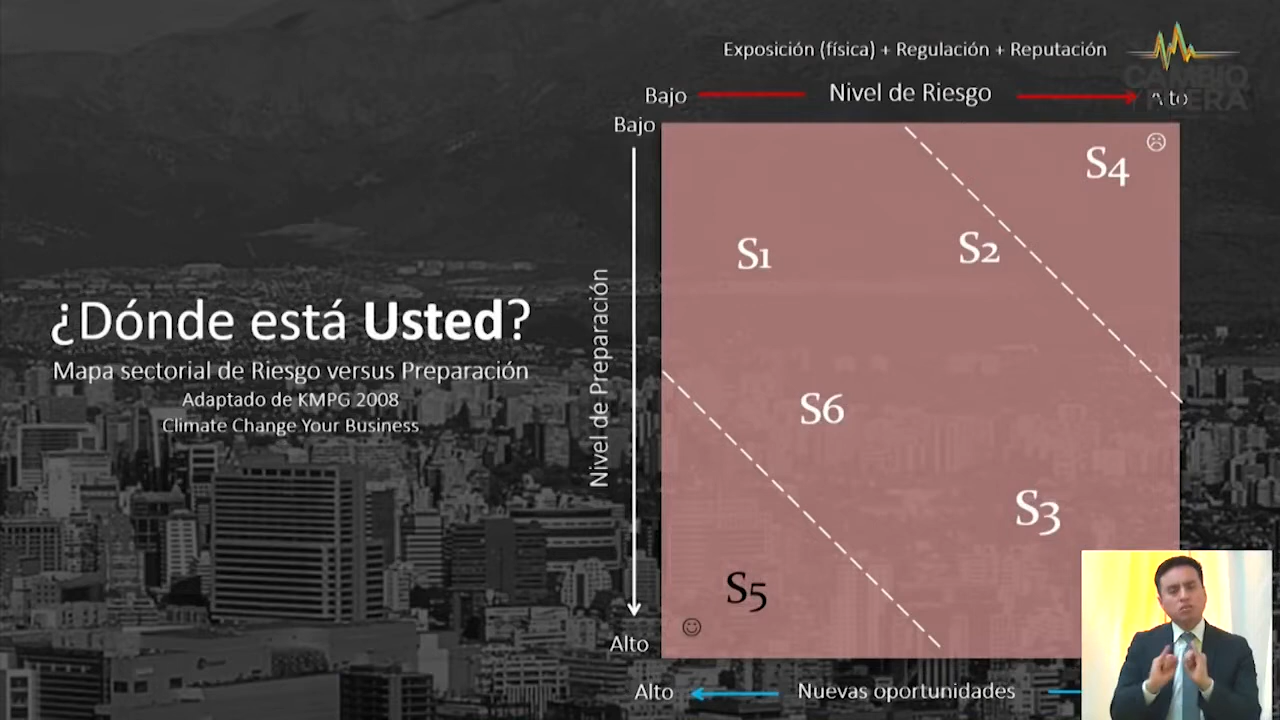 Exposición (física) + Regulación + Reputación
CAMBIO
Bajo Nivel de Riesgo
Bajo
S4
S1
S2
¿Dónde está Usted?
Mapa sectorial de Riesgo versus Preparación
Adaptado de KMPG 2008
Climate Change Your Business
Nivel de Preparación
S6
S3
S5
Alto
Alto Nuevas oportunidades